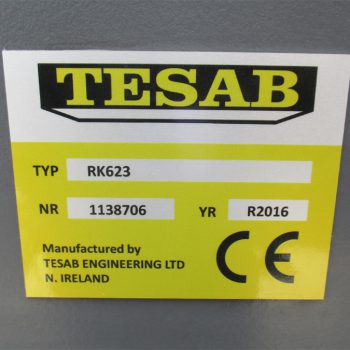 TESAB
TYP RK623
NR 1138706 YR R2016
Manufactured by
TESAB ENGINEERING LTD
N. IRELAND
CE